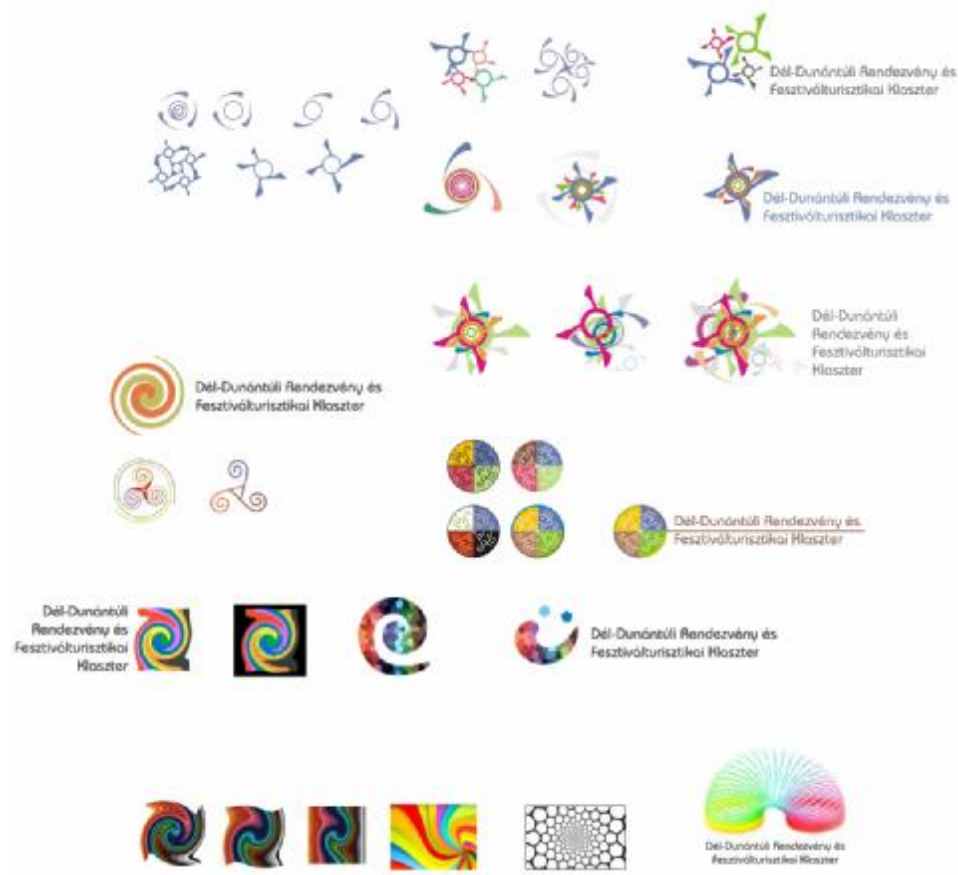 Dél-Dunántúli Rendezvény és
Fesztiválturisztikai Klaszter
Dél-Dunántúli Rendezvény és
Fesztiválturisztikai Klaszter
Dél-Dunántúli
Rendezvény és
Fesztiválturisztikai
Klaszter
Dél-Dunántúli Rendezvény és
Fesztiválturisztikai Klaszter
Dél-Dunántúli Rendezvény és
Fesztiválturisztikai Klaszter
Dél-Dunántúli
Rendezvény és
Fesztiválturisztikai
Klaszter
Dél-Dunántúli Rendezvény és
Fesztiválturisztikai Klaszter
Dél-Dunántúli Rendezvény és
Fesztiválturisztikai Klaszter